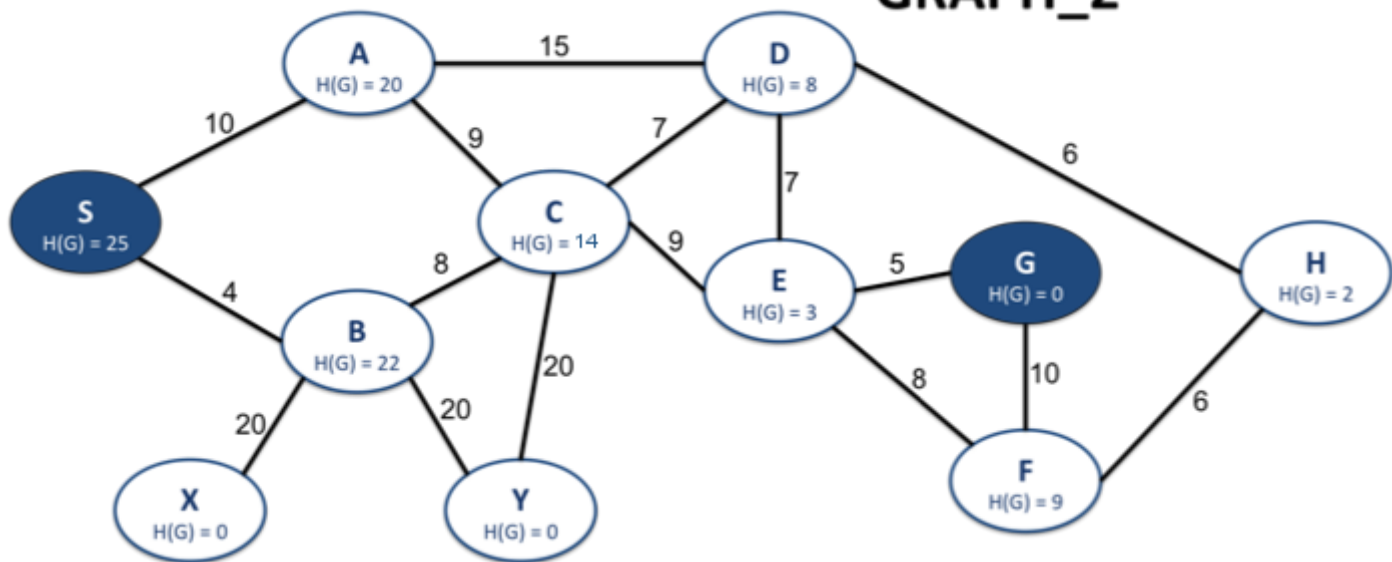 GRAPH_2
A
H(G) = 20
15
D
H(G) = 8
10
9
7
6
S
H(G) = 25
C
H(G) = 14
7
9
4
8
E
H(G) = 3
5
G
H(G) = 0
H
H(G) = 2
B
H(G) = 22
20
8
10
6
20
20
X
H(G) = 0
Y
H(G) = 0
F
H(G) = 9